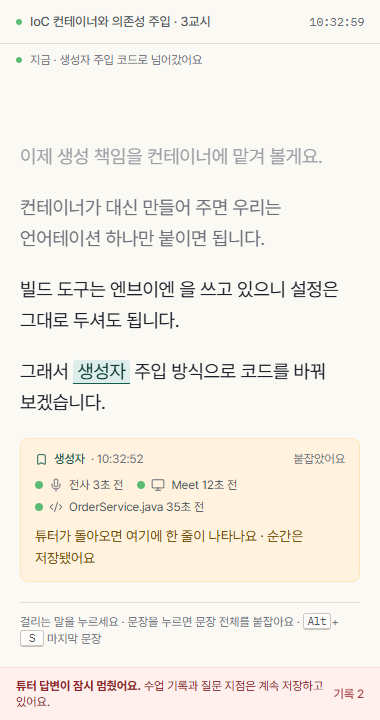 IoC 컨테이너와 의존성 주입 · 3교시 10:32:59
지금 · 생성자 주입 코드로 넘어갔어요
이제 생성 책임을 컨테이너에 맡겨 볼게요.
컨테이너가 대신 만들어 주면 우리는
언어테이션 하나만 붙이면 됩니다.
빌드 도구는 엔브이엔 을 쓰고 있으니 설정은
그대로 두셔도 됩니다.
그래서 생성자 주입 방식으로 코드를 바꿔
보겠습니다.
생성자 · 10:32:52 붙잡았어요
전사 3초 전 Meet 12초 전
OrderService.java 35초 전
튜터가 돌아오면 여기에 한 줄이 나타나요 · 순간은
저장됐어요
걸리는 말을 누르세요 · 문장을 누르면 문장 전체를 붙잡아요 · Alt +
S 마지막 문장
튜터 답변이 잠시 멈췄어요. 수업 기록과 질문 지점은 계속 저장하고
있어요. 기록 2